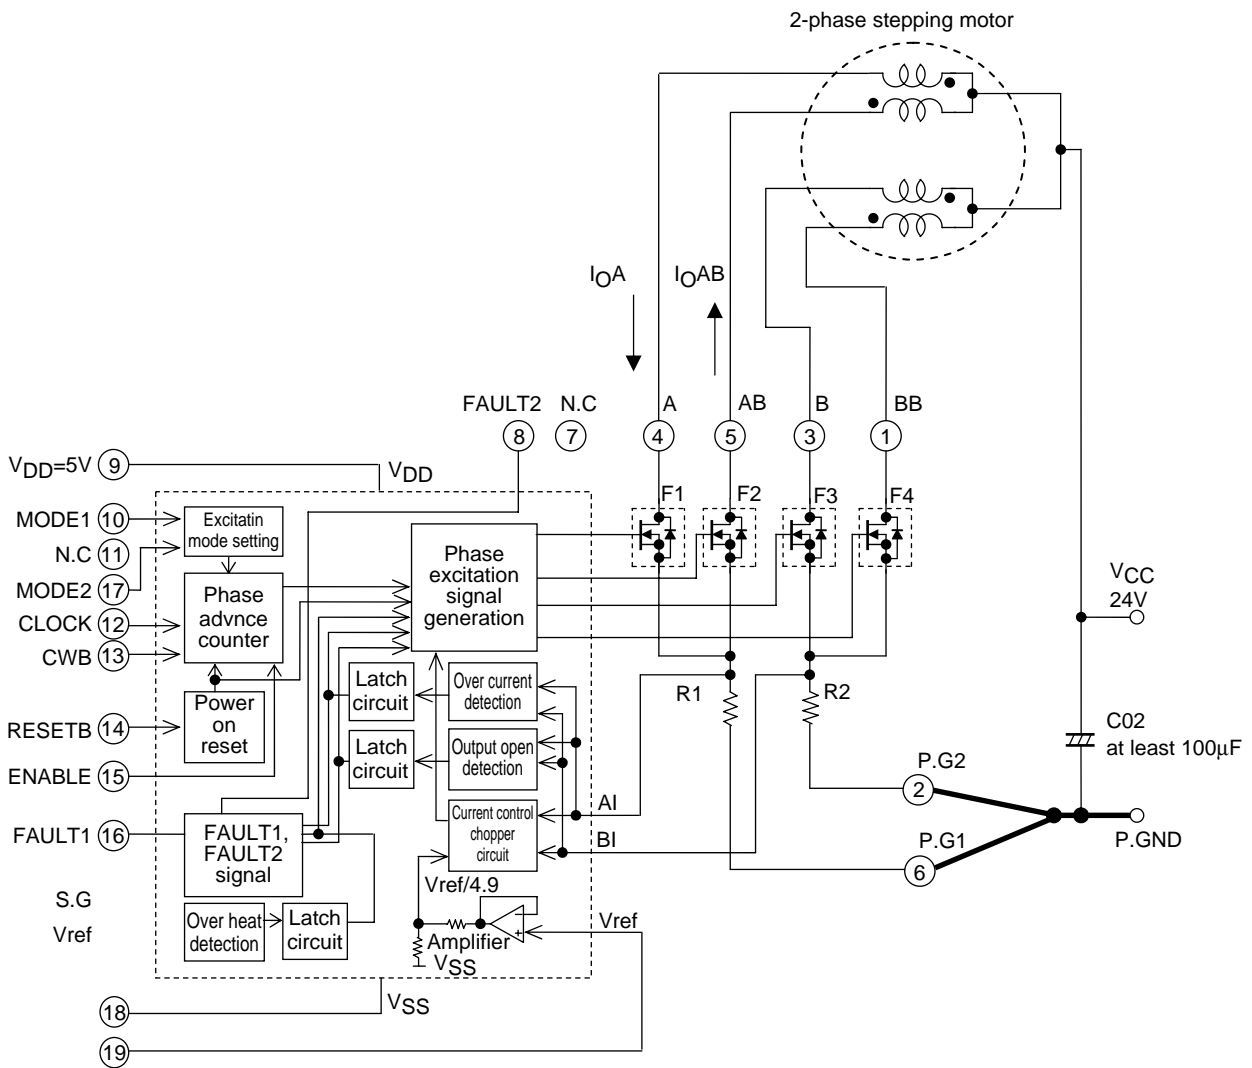 2-phase stepping motor
IOA
IOAB
FAULT2
N.C
A
AB
B
BB
8
7
4
5
3
1
VDD=5V
9
VDD
F1
F2
F3
F4
MODE1
10
Excitatin
mode setting
N.C
11
MODE2
17
Phase
advnce
counter
Phase
excitation
signal
generation
CLOCK
12
CWB
13
VCC
24V
Latch
circuit
Over current
detection
R1
R2
RESETB
14
Power
on
reset
C02
at least 100μF
Latch
circuit
Output open
detection
ENABLE
15
P.G2
2
AI
Current control
chopper
circuit
FAULT1
16
FAULT1,
FAULT2
signal
BI
P.G1
6
P.GND
Vref/4.9
S.G
Vref
Over heat
detection
Latch
circuit
Vref
Amplifier
VSS
VSS
18
19